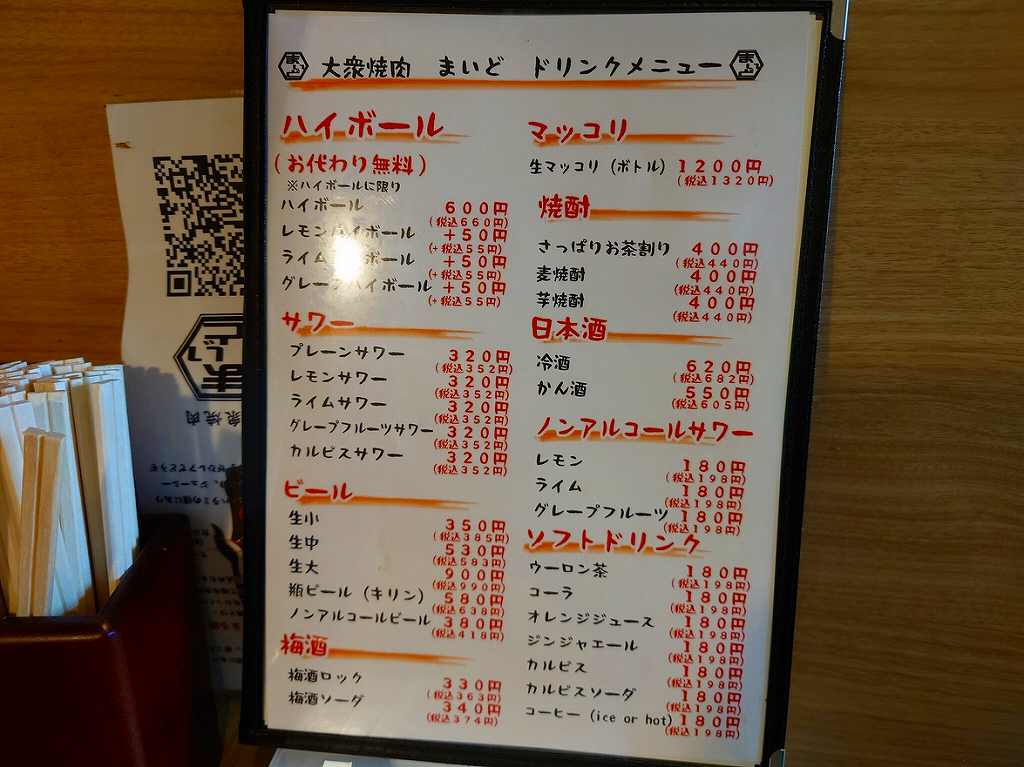 大衆焼肉 まいど ドリンクメニュー
ハイボール
(お代わり無料)
※ハイボールに限り
ハイボール 600円
(税込660円)
レモンハイボール +50円
(+税込55円)
ライムハイボール +50円
(+税込55円)
グレープハイボール +50円
(+税込55円)
サワー
プレーンサワー 320円
(税込352円)
レモンサワー 320円
(税込352円)
ライムサワー 320円
(税込352円)
グレープフルーツサワー 320円
(税込352円)
カルピスサワー 320円
(税込352円)
ビール
生小 350円
(税込385円)
生中 530円
(税込583円)
生大 900円
(税込990円)
瓶ビール (キリン) 580円
(税込638円)
ノンアルコールビール 380円
(税込418円)
梅酒
梅酒ロック 330円
(税込363円)
梅酒ソーダ 340円
(税込374円)
マッコリ
生マッコリ (ボトル) 1200円
(税込1320円)
焼酎
さっぱりお茶割り 400円
(税込440円)
麦焼酎 400円
(税込440円)
芋焼酎 400円
(税込440円)
日本酒
冷酒 620円
(税込682円)
かん酒 550円
(税込605円)
ノンアルコールサワー
レモン 180円
(税込198円)
ライム 180円
(税込198円)
グレープフルーツ 180円
(税込198円)
ソフトドリンク
ウーロン茶 180円
(税込198円)
コーラ 180円
(税込198円)
オレンジジュース 180円
(税込198円)
ジンジャエール 180円
(税込198円)
カルピス 180円
(税込198円)
カルピスソーダ 180円
(税込198円)
コーヒー (ice or hot) 180円
(税込198円)